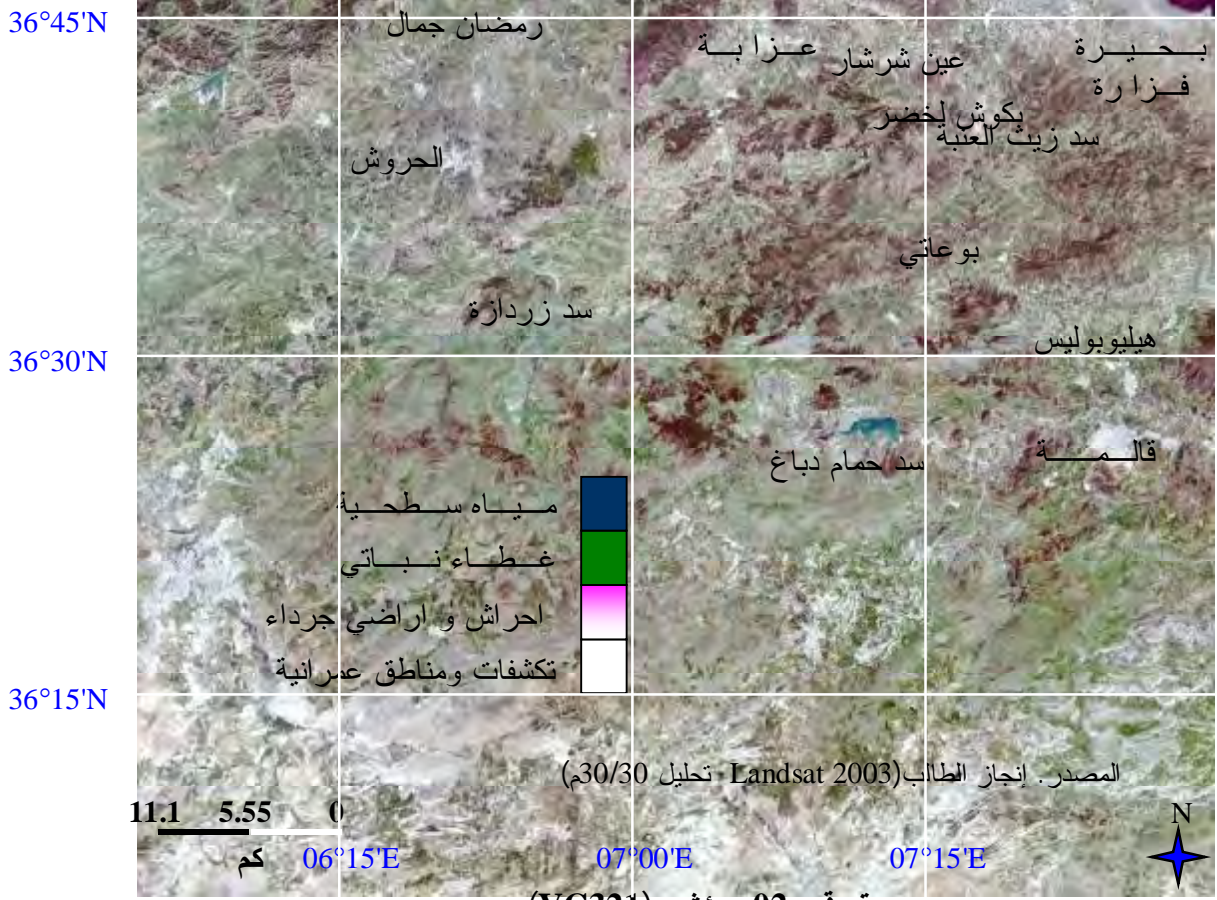 36°45'N
رمضان جمال
عزابة
عين شرشار
بحيرة
فزارة
بكوش لخضر
سد زيت العنبة
الحروش
بوعاتي
سد زردازة
هيليوبوليس
36°30'N
قالمة
سد حمام دباغ
مياه سطحية
غطاء نباتي
احراش و اراضي جرداء
تكشفات ومناطق عمرانية
36°15'N
المصدر. إنجاز الطالب(Landsat 2003 تحليل 30/30م)
11.1 5.55 0
كم
N
06°15'E 07°00'E 07°15'E